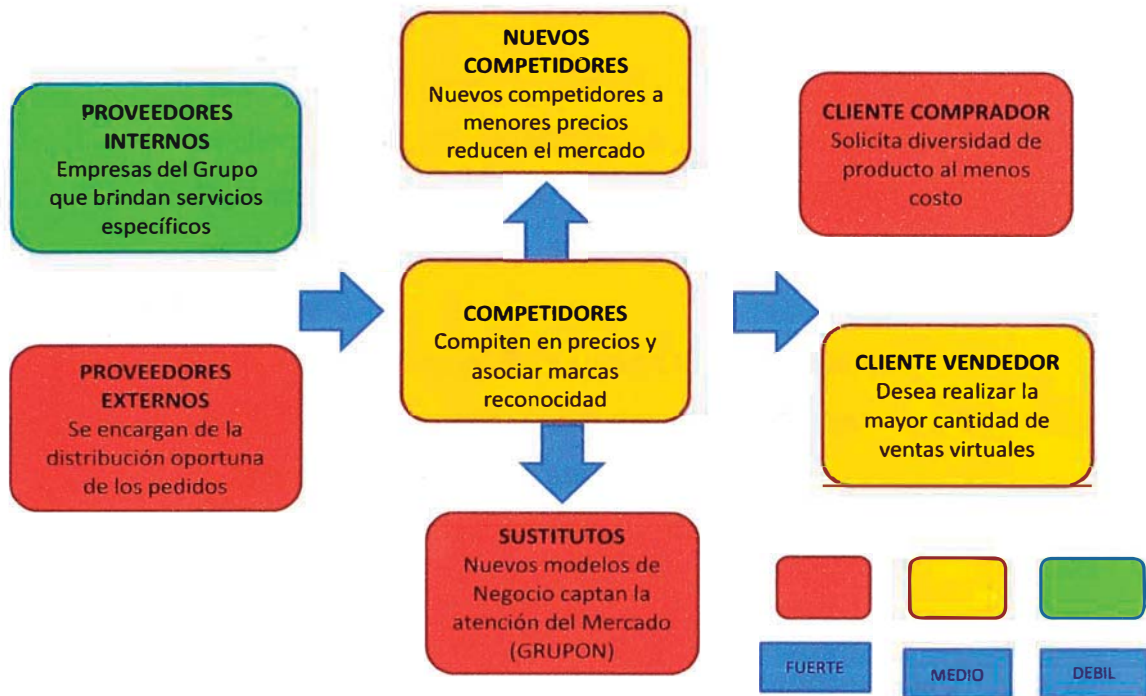 NUEVOS
COMPETIDORES
Nuevos competidores a
menores precios
reducen el mercado
PROVEEDORES
INTERNOS
Empresas del Grupo
que brindan servicios
específicos
CLIENTE COMPRADOR
Solicita diversidad de
producto al menos
costo
COMPETIDORES
Compiten en precios y
asociar marcas
reconocidad
PROVEEDORES
EXTERNOS
Se encargan de la
distribución oportuna
de los pedidos
CLIENTE VENDEDOR
Desea realizar la
mayor cantidad de
ventas virtuales
SUSTITUTOS
Nuevos modelos de
Negocio captan la
atención del Mercado
(GRUPON)
FUERTE
MEDIO
DEBIL